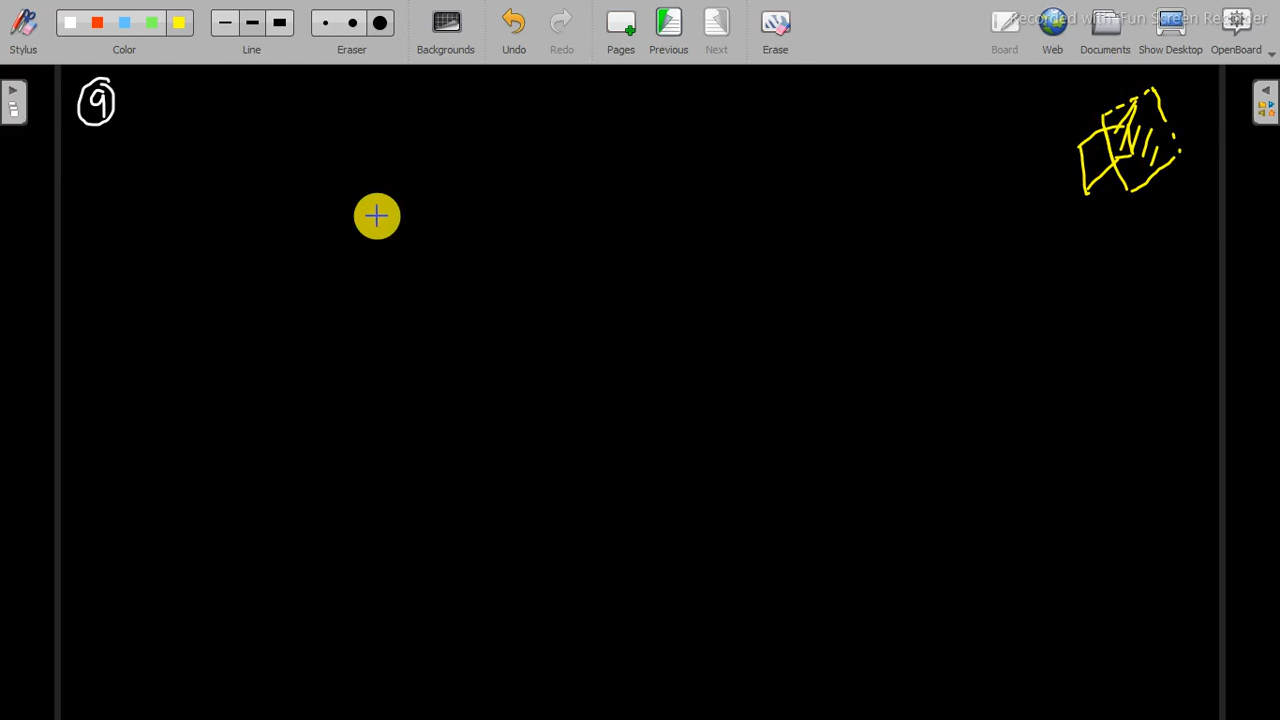 Recorded with Fun Screen Recorder
Stylus Color Line Eraser Backgrounds Undo Redo Pages Previous Next Erase Board Web Documents Show Desktop OpenBoard
9